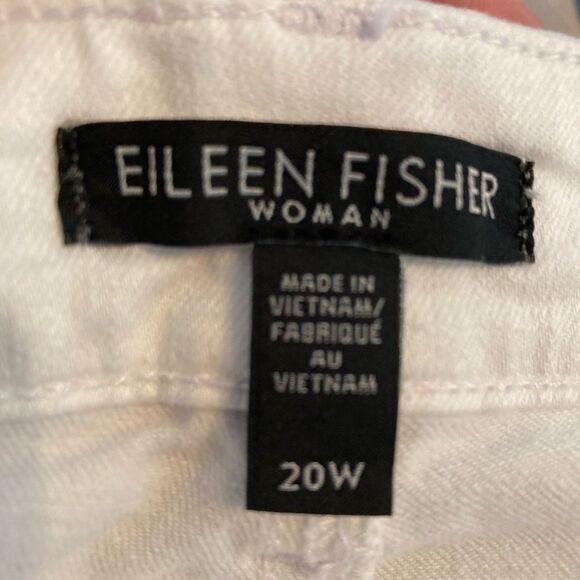 EILEEN FISHER
WOMAN
MADE IN
VIETNAM/
FABRIQUÉ
AU
VIETNAM
20W